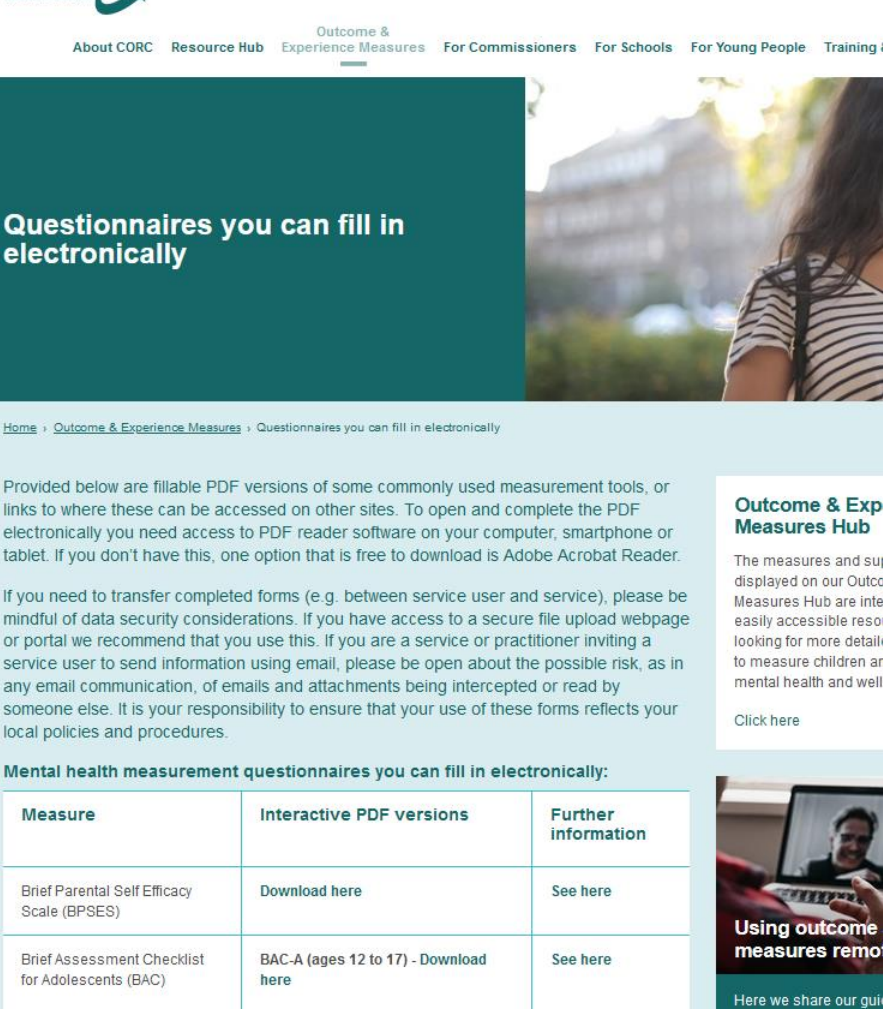 Outcome &
About CORC Resource Hub Experience Measures For Commissioners For Schools For Young People Training &
Questionnaires you can fill in
electronically
Home › Outcome & Experience Measures › Questionnaires you can fill in electronically
Provided below are fillable PDF versions of some commonly used measurement tools, or
links to where these can be accessed on other sites. To open and complete the PDF
electronically you need access to PDF reader software on your computer, smartphone or
tablet. If you don't have this, one option that is free to download is Adobe Acrobat Reader.
If you need to transfer completed forms (e.g. between service user and service), please be
mindful of data security considerations. If you have access to a secure file upload webpage
or portal we recommend that you use this. If you are a service or practitioner inviting a
service user to send information using email, please be open about the possible risk, as in
any email communication, of emails and attachments being intercepted or read by
someone else. It is your responsibility to ensure that your use of these forms reflects your
local policies and procedures.
Mental health measurement questionnaires you can fill in electronically:
Measure Interactive PDF versions Further
information
Brief Parental Self Efficacy Download here See here
Scale (BPSES)
Brief Assessment Checklist BAC-A (ages 12 to 17) - Download See here
for Adolescents (BAC) here
Outcome &
Measures Hub
The measures and
displayed on our
Measures Hub are
easily accessible
looking for more
to measure children
mental health and
Click here
Using outcome
measures
Here we share our